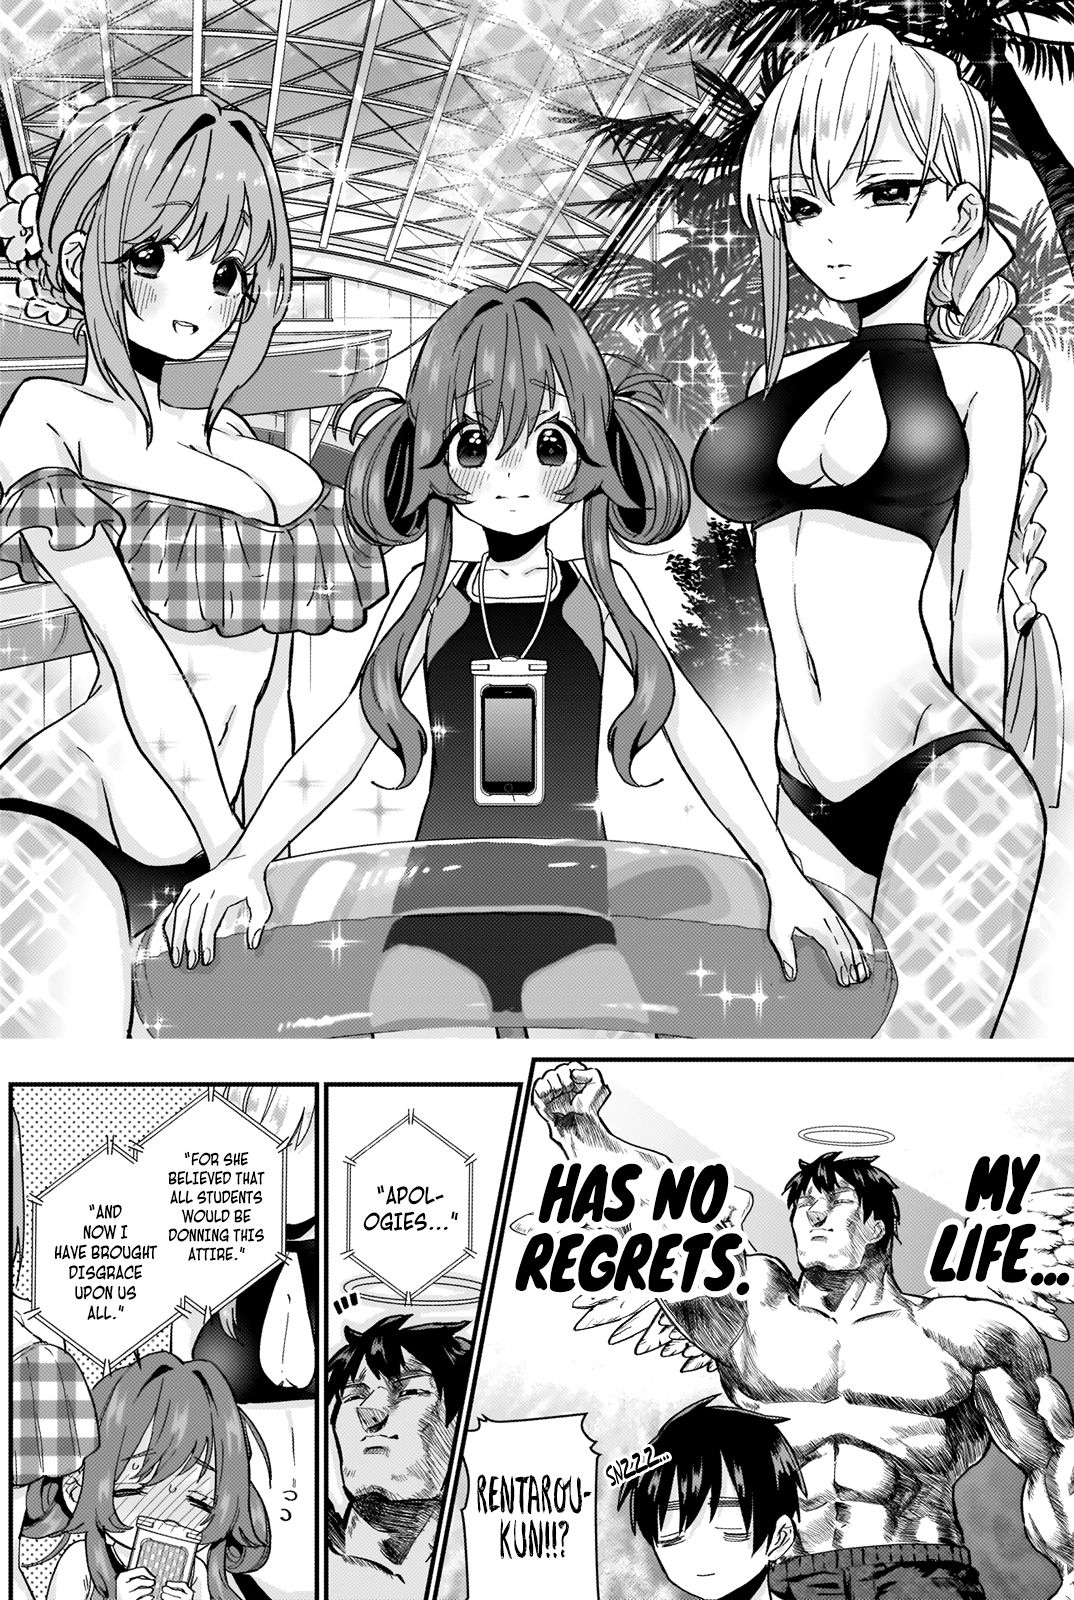 MY
LIFE...
HAS NO
REGRETS.
SNZZZ...
RENTAROU-
KUN!!?
"APOL-
OGIES..."
"FOR SHE
BELIEVED THAT
ALL STUDENTS
WOULD BE
DONNING THIS
ATTIRE."
"AND
NOW I
HAVE BROUGHT
DISGRACE
UPON US
ALL."